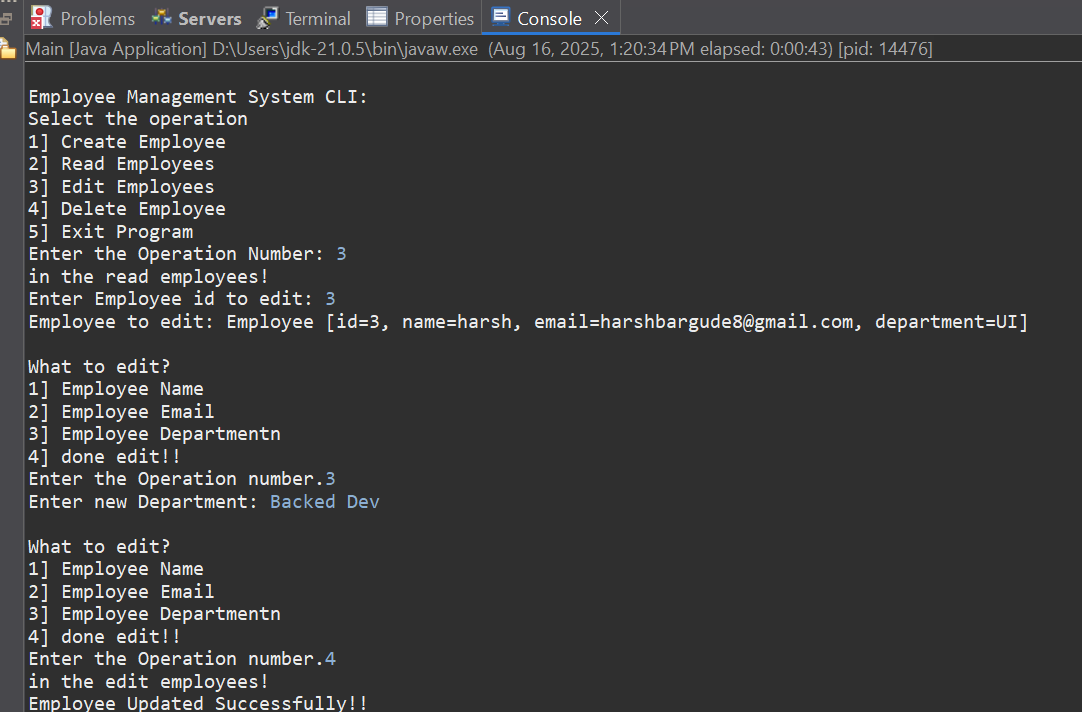 Problems Servers Terminal Properties Console
Main [Java Application] D:\Users\jdk-21.0.5\bin\javaw.exe (Aug 16, 2025, 1:20:34 PM elapsed: 0:00:43) [pid: 14476]
Employee Management System CLI:
Select the operation
1] Create Employee
2] Read Employees
3] Edit Employees
4] Delete Employee
5] Exit Program
Enter the Operation Number: 3
in the read employees!
Enter Employee id to edit: 3
Employee to edit: Employee [id=3, name=harsh, email=harshbargude8@gmail.com, department=UI]
What to edit?
1] Employee Name
2] Employee Email
3] Employee Departmentn
4] done edit!!
Enter the Operation number.3
Enter new Department: Backed Dev
What to edit?
1] Employee Name
2] Employee Email
3] Employee Departmentn
4] done edit!!
Enter the Operation number.4
in the edit employees!
Employee Updated Successfully!!